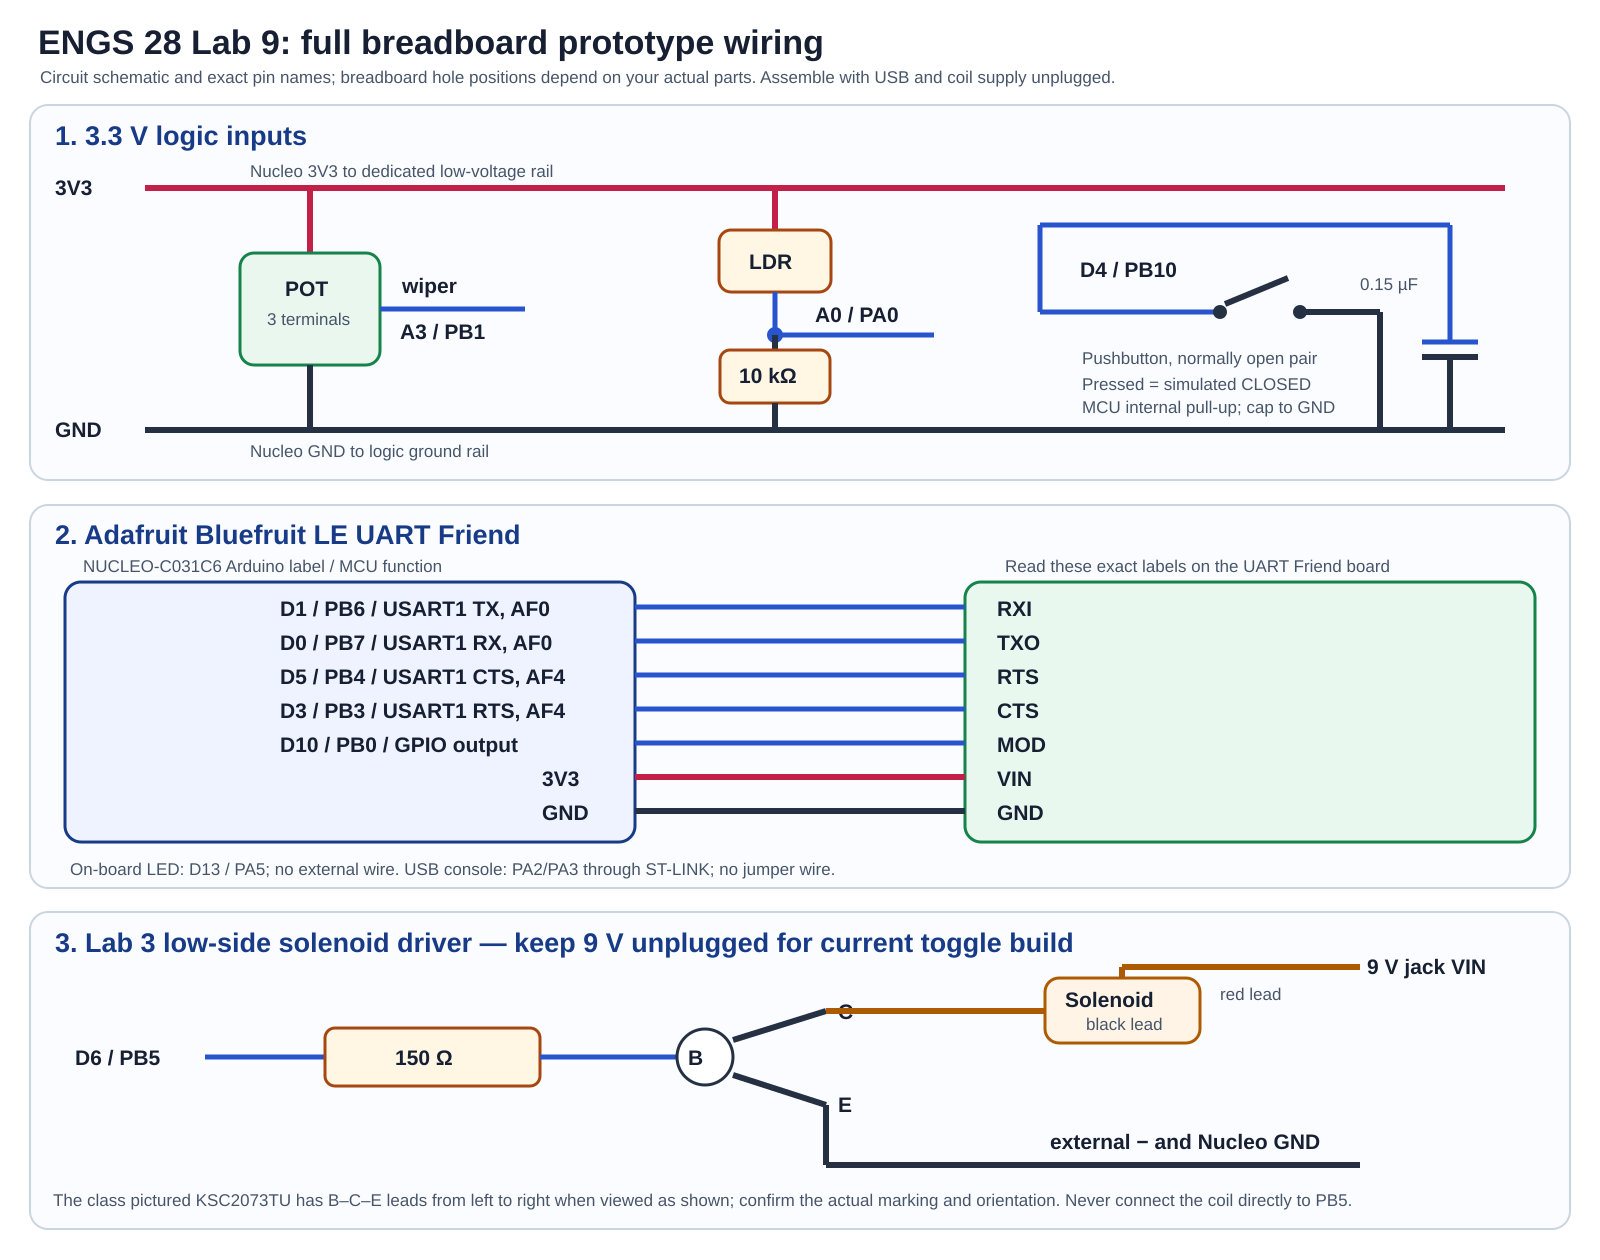 ENGS 28 Lab 9: full breadboard prototype wiring
Circuit schematic and exact pin names; breadboard hole positions depend on your actual parts. Assemble with USB and coil supply unplugged.
1. 3.3 V logic inputs
Nucleo 3V3 to dedicated low-voltage rail
3V3
POT
3 terminals
wiper
A3 / PB1
LDR
A0 / PA0
10 kΩ
D4 / PB10
0.15 µF
Pushbutton, normally open pair
Pressed = simulated CLOSED
MCU internal pull-up; cap to GND
GND
Nucleo GND to logic ground rail
2. Adafruit Bluefruit LE UART Friend
NUCLEO-C031C6 Arduino label / MCU function
Read these exact labels on the UART Friend board
D1 / PB6 / USART1 TX, AF0
RXI
D0 / PB7 / USART1 RX, AF0
TXO
D5 / PB4 / USART1 CTS, AF4
RTS
D3 / PB3 / USART1 RTS, AF4
CTS
D10 / PB0 / GPIO output
MOD
3V3
VIN
GND
GND
On-board LED: D13 / PA5; no external wire. USB console: PA2/PA3 through ST-LINK; no jumper wire.
3. Lab 3 low-side solenoid driver — keep 9 V unplugged for current toggle build
9 V jack VIN
red lead
Solenoid
black lead
C
D6 / PB5
150 Ω
B
E
external − and Nucleo GND
The class pictured KSC2073TU has B–C–E leads from left to right when viewed as shown; confirm the actual marking and orientation. Never connect the coil directly to PB5.